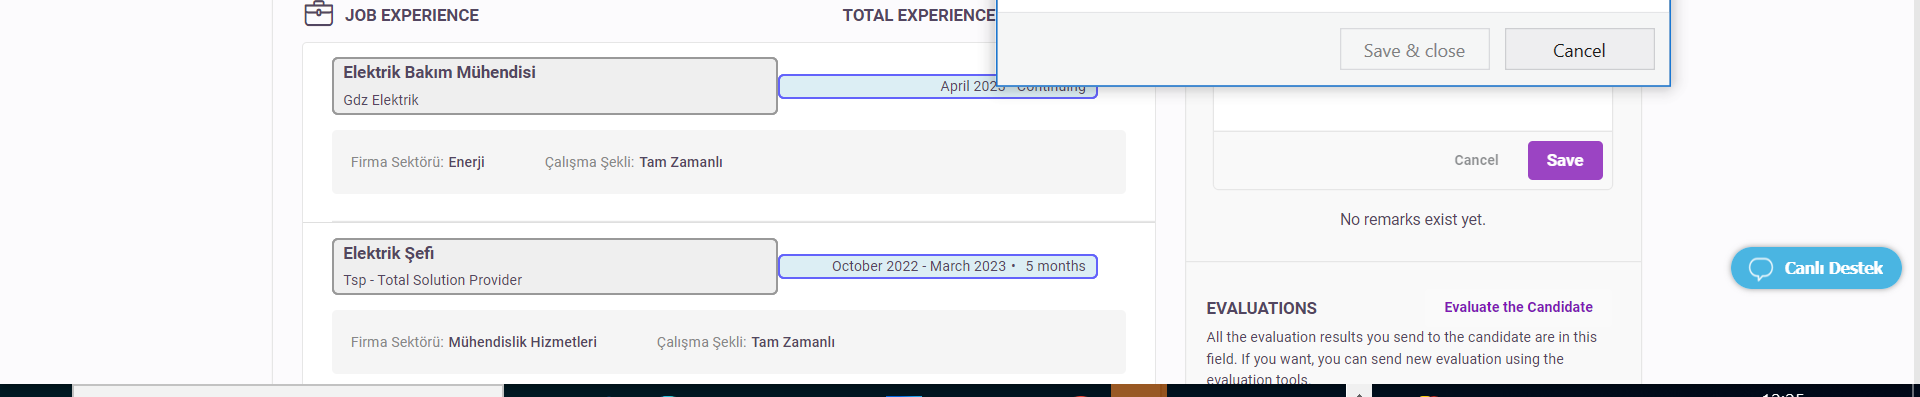 JOB EXPERIENCE
TOTAL EXPERIENCE
Elektrik Bakım Mühendisi
Gdz Elektrik
April 2023 - Continuing
Firma Sektörü: Enerji
Çalışma Şekli: Tam Zamanlı
Elektrik Şefi
Tsp - Total Solution Provider
October 2022 - March 2023 • 5 months
Firma Sektörü: Mühendislik Hizmetleri
Çalışma Şekli: Tam Zamanlı
Save & close
Cancel
Cancel
Save
No remarks exist yet.
EVALUATIONS
Evaluate the Candidate
All the evaluation results you send to the candidate are in this
field. If you want, you can send new evaluation using the
evaluation tools.
Canlı Destek